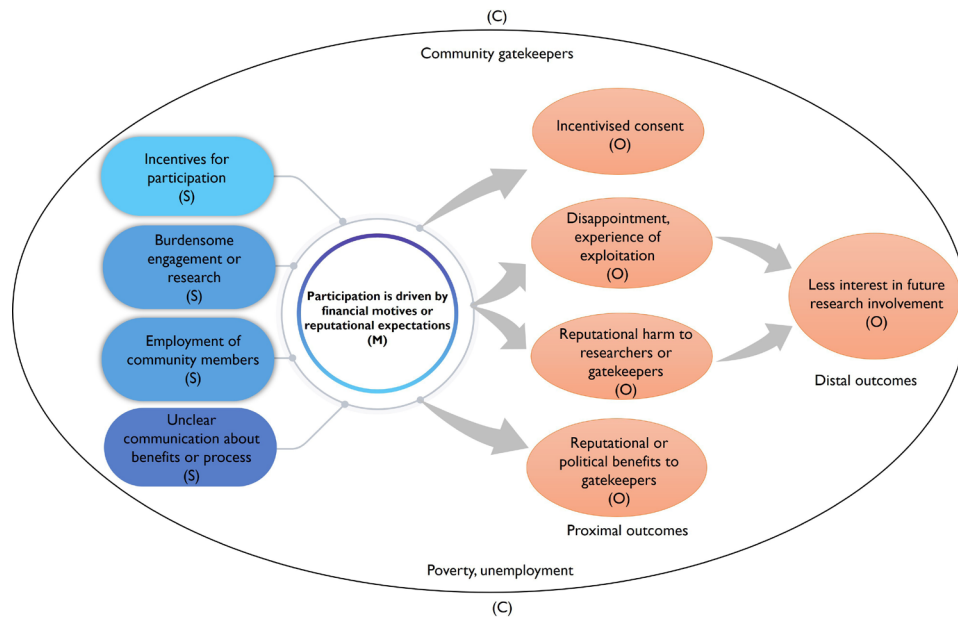 (C)
Community gatekeepers
Incentives for
participation
(S)
Burdensome
engagement or
research
(S)
Employment of
community members
(S)
Unclear
communication about
benefits or process
(S)
Participation is driven by
financial motives or
reputational expectations
(M)
Incentivised consent
(O)
Disappointment,
experience of
exploitation
(O)
Reputational harm to
researchers or
gatekeepers
(O)
Reputational or
political benefits to
gatekeepers
(O)
Proximal outcomes
Less interest in future
research involvement
(O)
Distal outcomes
Poverty, unemployment
(C)